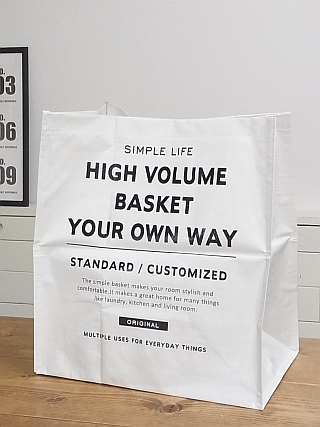 03
06
09
SIMPLE LIFE
HIGH VOLUME
BASKET
YOUR OWN WAY
STANDARD / CUSTOMIZED
The simple basket makes your room stylish and
comfortable. It makes a great home for many things
like laundry, kitchen and living room.
ORIGINAL
MULTIPLE USES FOR EVERYDAY THINGS